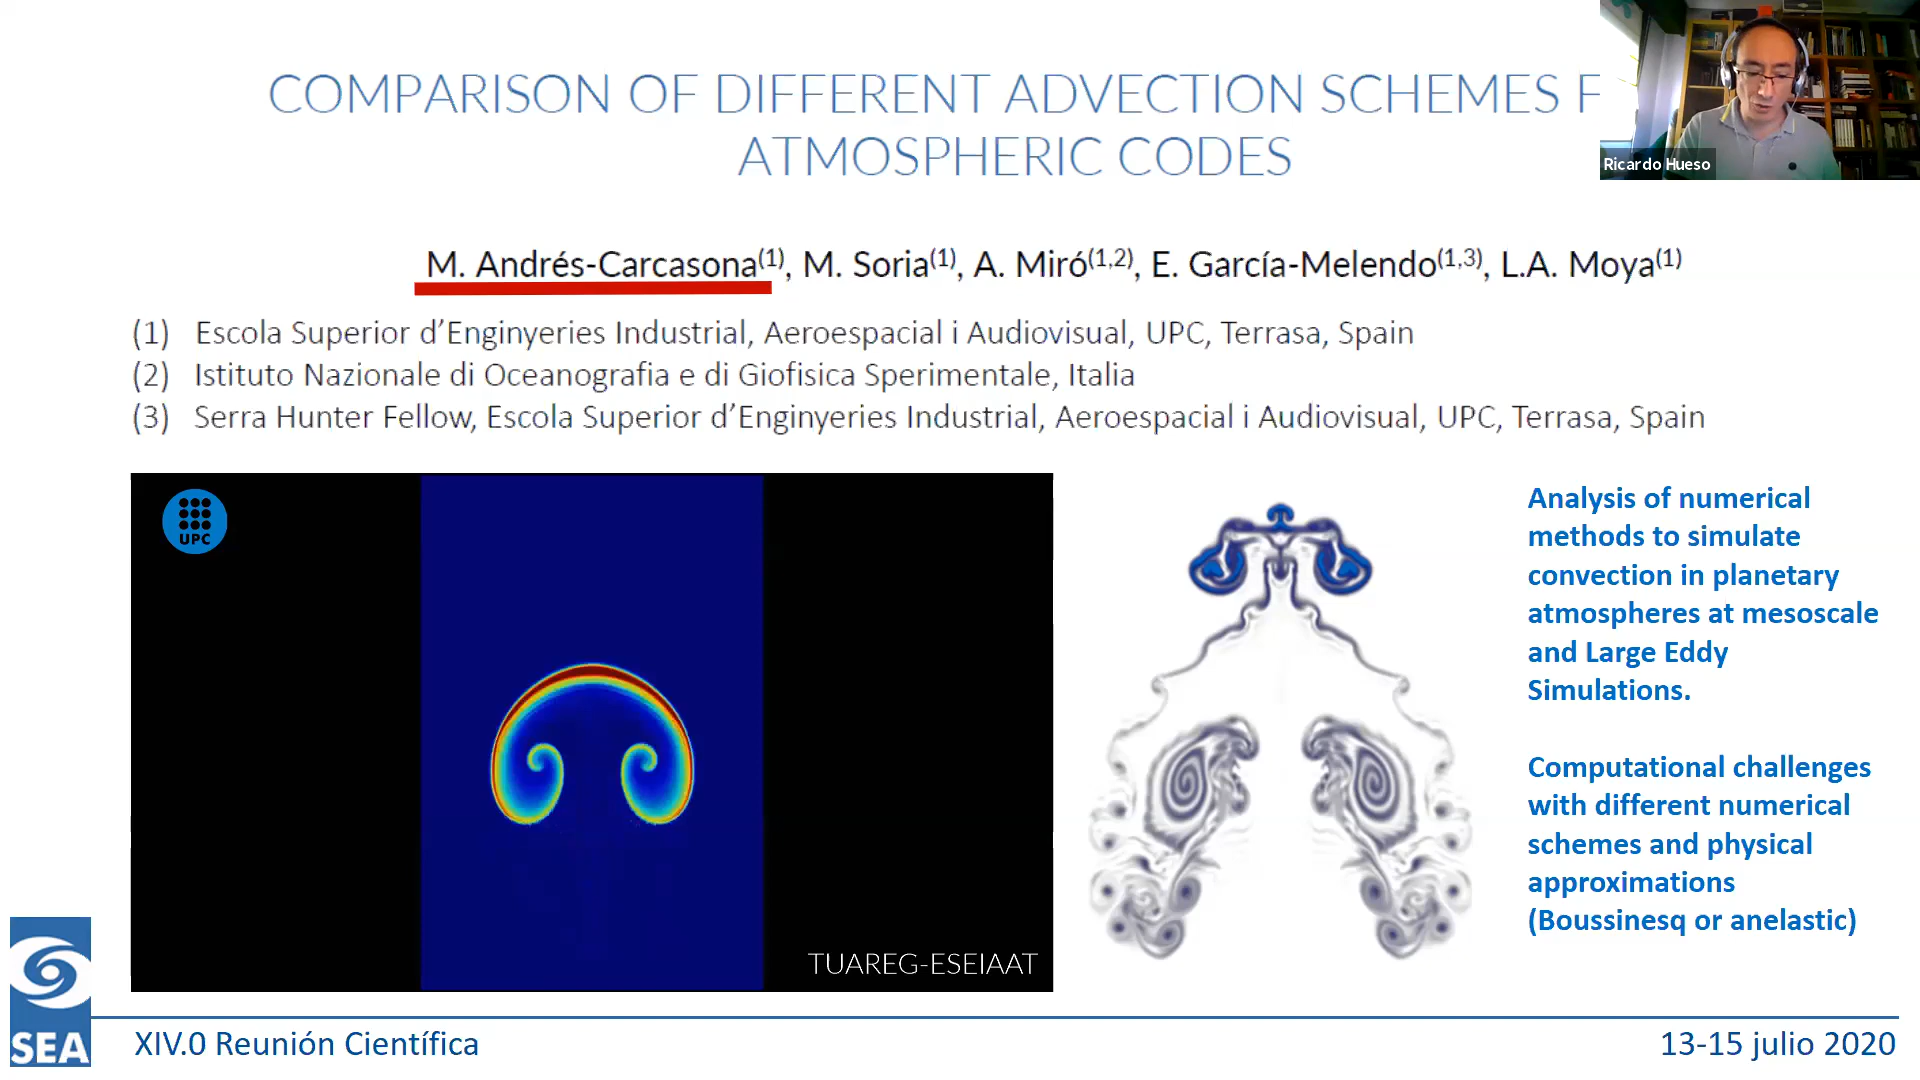 COMPARISON OF DIFFERENT ADVECTION SCHEMES F
ATMOSPHERIC CODES
Ricardo Hueso
M. Andrés-Carcasona(1), M. Soria(1), A. Miró(1,2), E. García-Melendo(1,3), L.A. Moya(1)
(1) Escola Superior d’Enginyeries Industrial, Aeroespacial i Audiovisual, UPC, Terrasa, Spain
(2) Istituto Nazionale di Oceanografia e di Giofisica Sperimentale, Italia
(3) Serra Hunter Fellow, Escola Superior d’Enginyeries Industrial, Aeroespacial i Audiovisual, UPC, Terrasa, Spain
UPC
TUAREG-ESEIAAT
Analysis of numerical
methods to simulate
convection in planetary
atmospheres at mesoscale
and Large Eddy
Simulations.
Computational challenges
with different numerical
schemes and physical
approximations
(Boussinesq or anelastic)
SEA
XIV.0 Reunión Científica
13-15 julio 2020